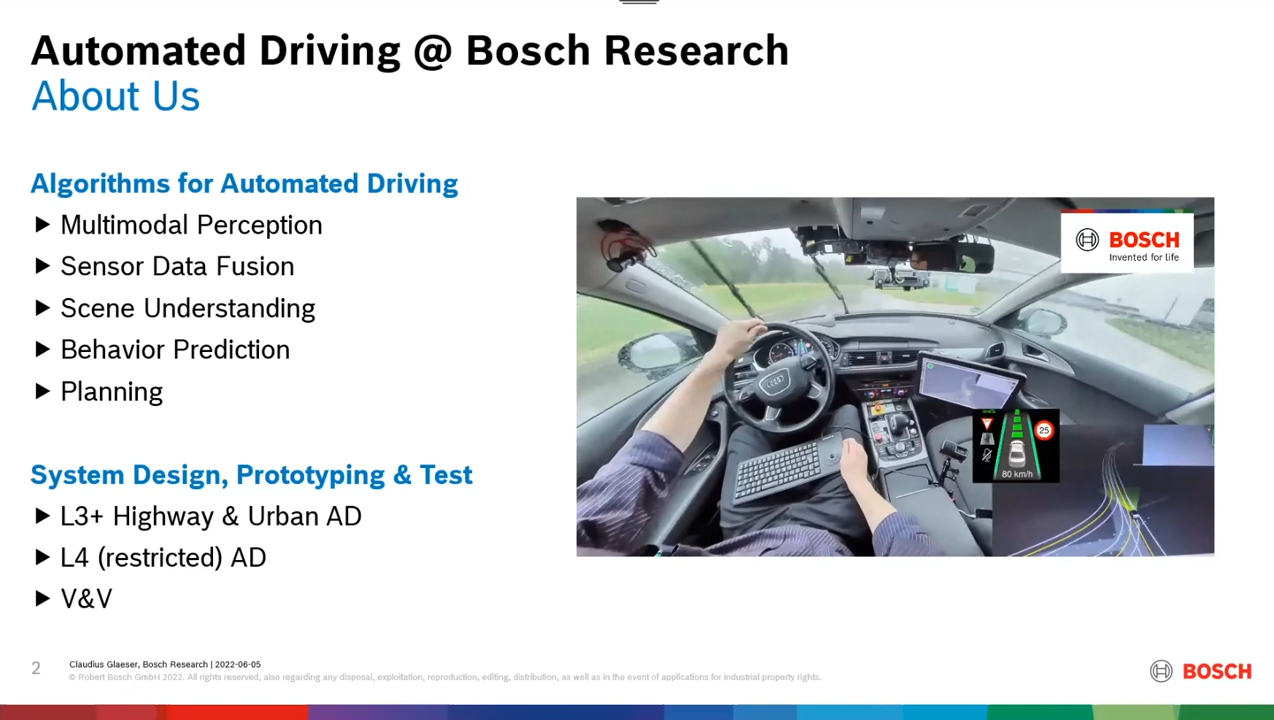 Automated Driving @ Bosch Research
About Us
Algorithms for Automated Driving
Multimodal Perception
Sensor Data Fusion
Scene Understanding
Behavior Prediction
Planning
System Design, Prototyping & Test
L3+ Highway & Urban AD
L4 (restricted) AD
V&V
BOSCH
Invented for life
25
80 km/h
2
Claudius Glaeser, Bosch Research | 2022-06-05
© Robert Bosch GmbH 2022. All rights reserved, also regarding any disposal, exploitation, reproduction, editing, distribution, as well as in the event of applications for industrial property rights.
BOSCH